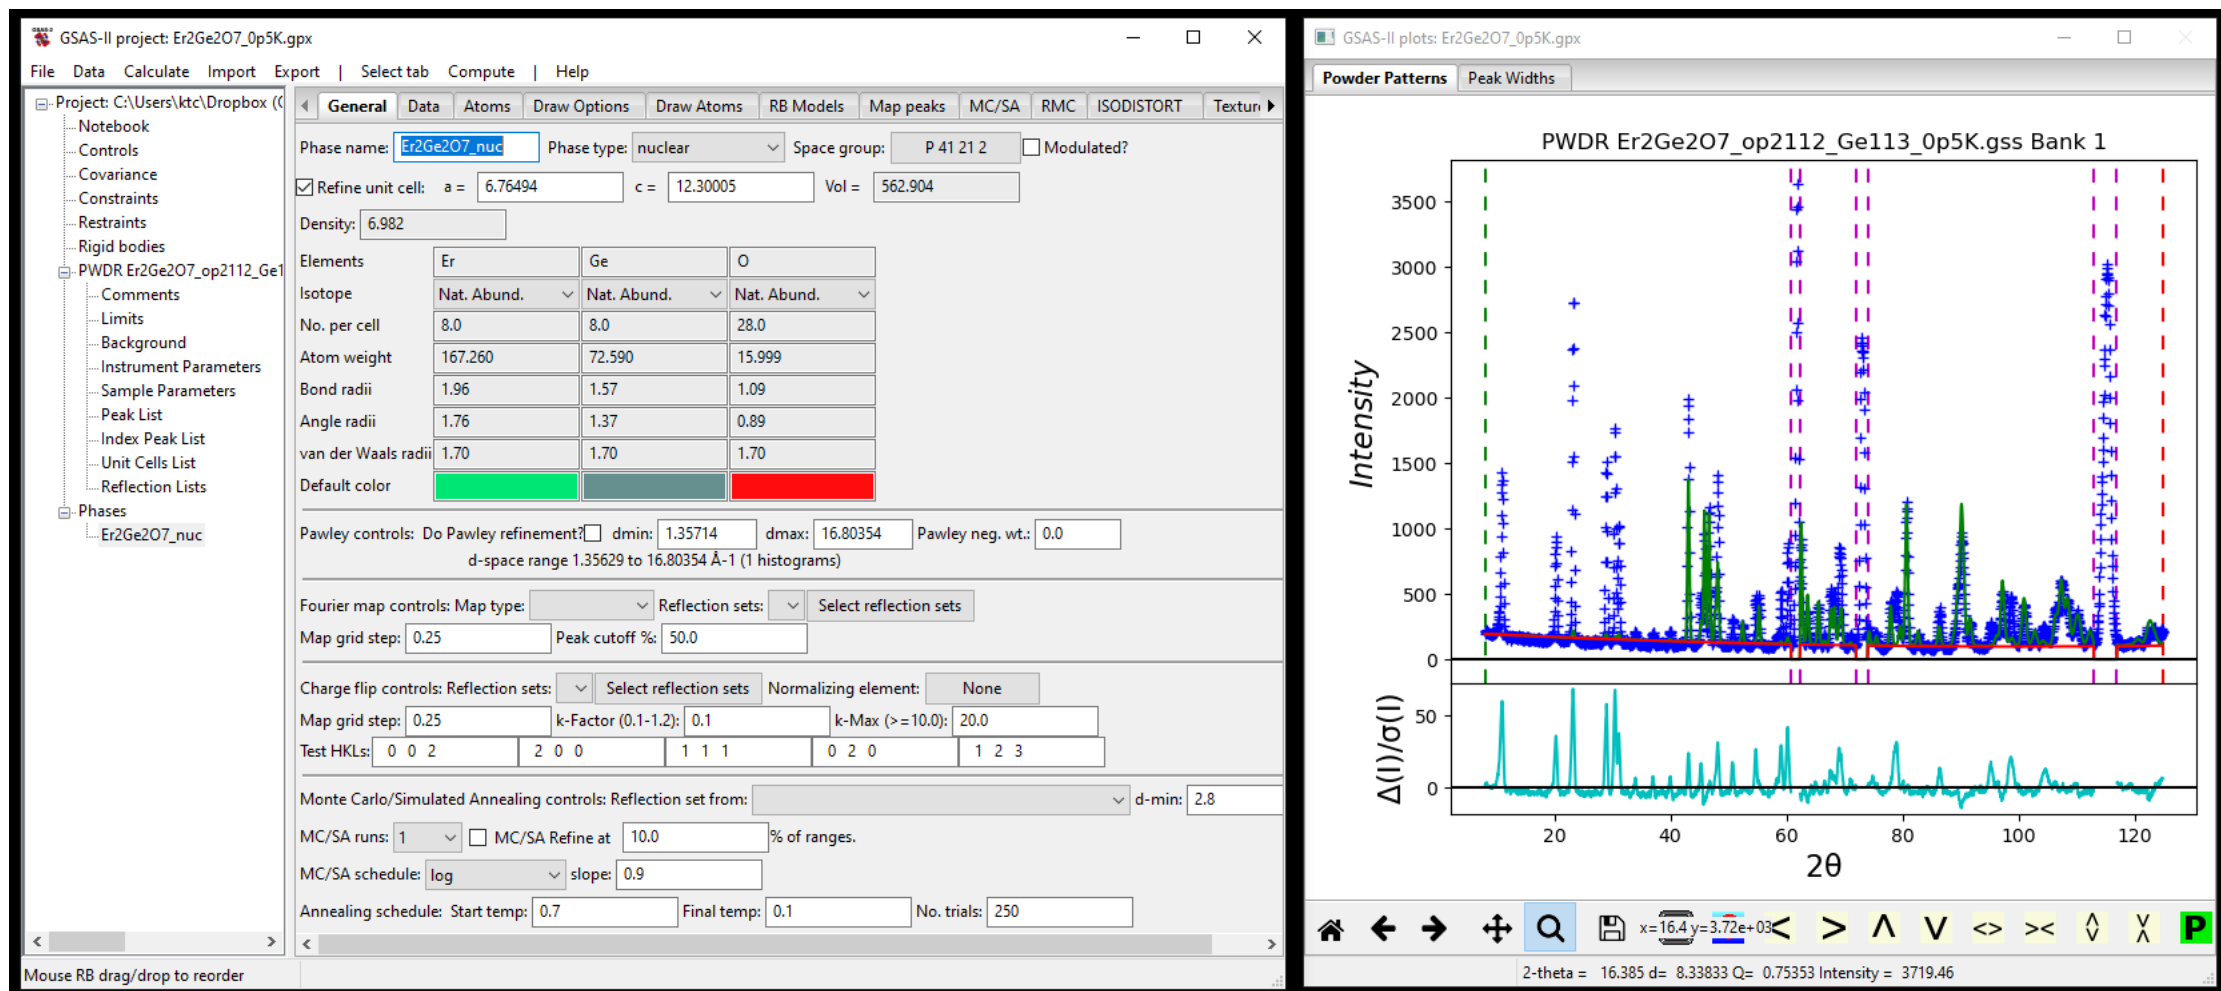 GSAS-II project: Er2Ge2O7_0p5K.gpx
File Data Calculate Import Export | Select tab Compute | Help
Project: C:\Users\ktc\Dropbox (
Notebook
Controls
Covariance
Constraints
Restraints
Rigid bodies
PWDR Er2Ge2O7_op2112_Ge1
Comments
Limits
Background
Instrument Parameters
Sample Parameters
Peak List
Index Peak List
Unit Cells List
Reflection Lists
Phases
Er2Ge2O7_nuc
Mouse RB drag/drop to reorder
General Data Atoms Draw Options Draw Atoms RB Models Map peaks MC/SA RMC ISODISTORT Textur
Phase name: Er2Ge2O7_nuc Phase type: nuclear Space group: P 41 21 2 Modulated?
Refine unit cell: a = 6.76494 c = 12.30005 Vol = 562.904
Density: 6.982
Elements Er Ge O
Isotope Nat. Abund. Nat. Abund. Nat. Abund.
No. per cell 8.0 8.0 28.0
Atom weight 167.260 72.590 15.999
Bond radii 1.96 1.57 1.09
Angle radii 1.76 1.37 0.89
van der Waals radii 1.70 1.70 1.70
Default color
Pawley controls: Do Pawley refinement? dmin: 1.35714 dmax: 16.80354 Pawley neg. wt.: 0.0
d-space range 1.35629 to 16.80354 Å-1 (1 histograms)
Fourier map controls: Map type: Reflection sets: Select reflection sets
Map grid step: 0.25 Peak cutoff %: 50.0
Charge flip controls: Reflection sets: Select reflection sets Normalizing element: None
Map grid step: 0.25 k-Factor (0.1-1.2): 0.1 k-Max (>=10.0): 20.0
Test HKLs: 0 0 2 2 0 0 1 1 1 0 2 0 1 2 3
Monte Carlo/Simulated Annealing controls: Reflection set from: d-min: 2.8
MC/SA runs: 1 MC/SA Refine at 10.0 % of ranges.
MC/SA schedule: log slope: 0.9
Annealing schedule: Start temp: 0.7 Final temp: 0.1 No. trials: 250
GSAS-II plots: Er2Ge2O7_0p5K.gpx
Powder Patterns Peak Widths
PWDR Er2Ge2O7_op2112_Ge113_0p5K.gss Bank 1
Intensity
3500
3000
2500
2000
1500
1000
500
0
Δ(I)/σ(I)
50
0
20 40 60 80 100 120
2θ
x=16.4 y=3.72e+03 < > Λ V <> >< P
2-theta = 16.385 d= 8.33833 Q= 0.75353 Intensity = 3719.46